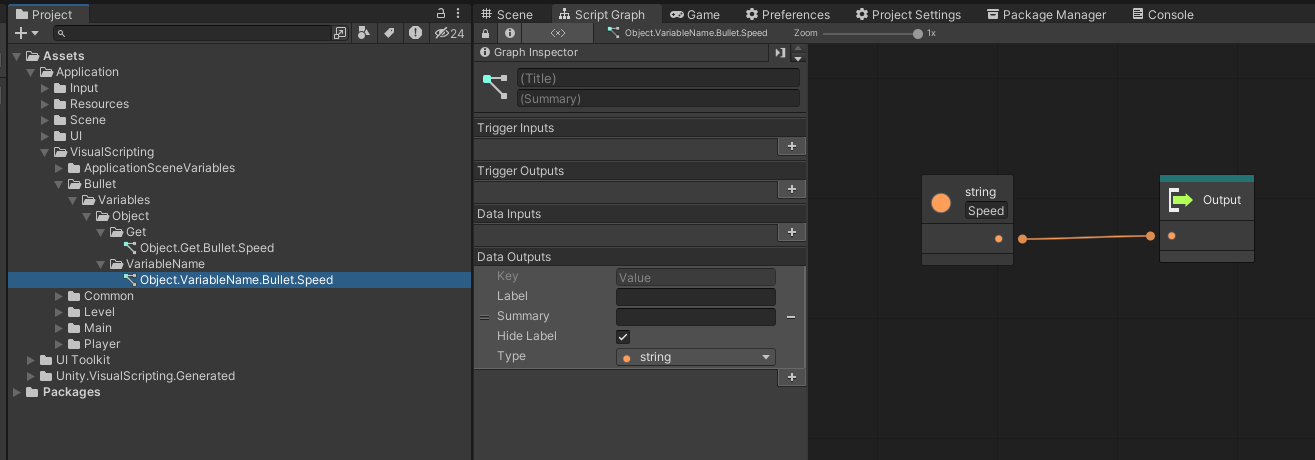 Project
Scene
Script Graph
Game
Preferences
Project Settings
Package Manager
Console
24
Object.VariableName.Bullet.Speed
Zoom
1x
Assets
Application
Input
Resources
Scene
UI
VisualScripting
ApplicationSceneVariables
Bullet
Variables
Object
Get
Object.Get.Bullet.Speed
VariableName
Object.VariableName.Bullet.Speed
Common
Level
Main
Player
UI Toolkit
Unity.VisualScripting.Generated
Packages
Graph Inspector
(Title)
(Summary)
Trigger Inputs
Trigger Outputs
Data Inputs
Data Outputs
Key Value
Label
Summary
Hide Label
Type string
string
Speed
Output